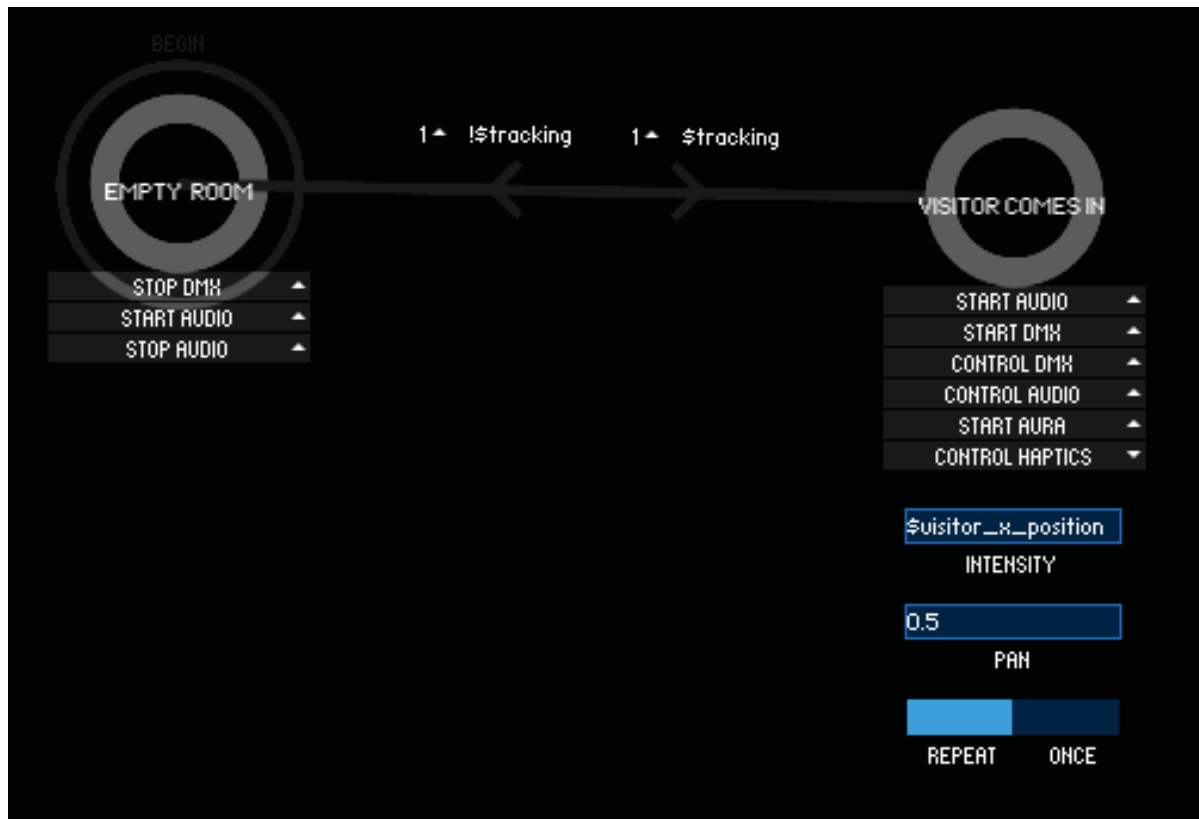 BEGIN
1 !$tracking
1 $tracking
EMPTY ROOM
VISITOR COMES IN
STOP DMX
START AUDIO
STOP AUDIO
START AUDIO
START DMX
CONTROL DMX
CONTROL AUDIO
START AURA
CONTROL HAPTICS
$visitor_x_position
INTENSITY
0.5
PAN
REPEAT ONCE